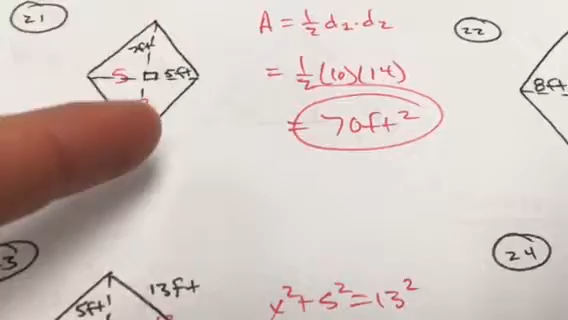 21
7ft
5
5ft
A = 1/2 d₁·d₂
= 1/2 (10)(14)
= 70ft²
22
8ft
3
5ft
13ft
x² + 5² = 13²
24